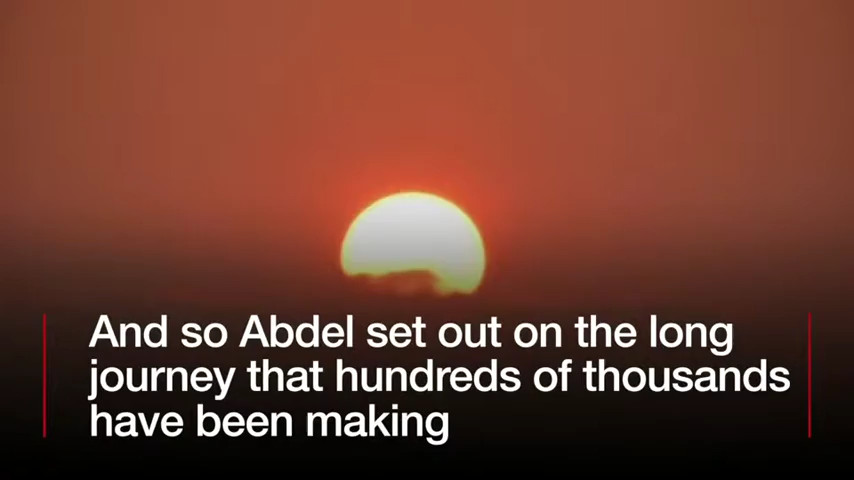 And so Abdel set out on the long
journey that hundreds of thousands
have been making